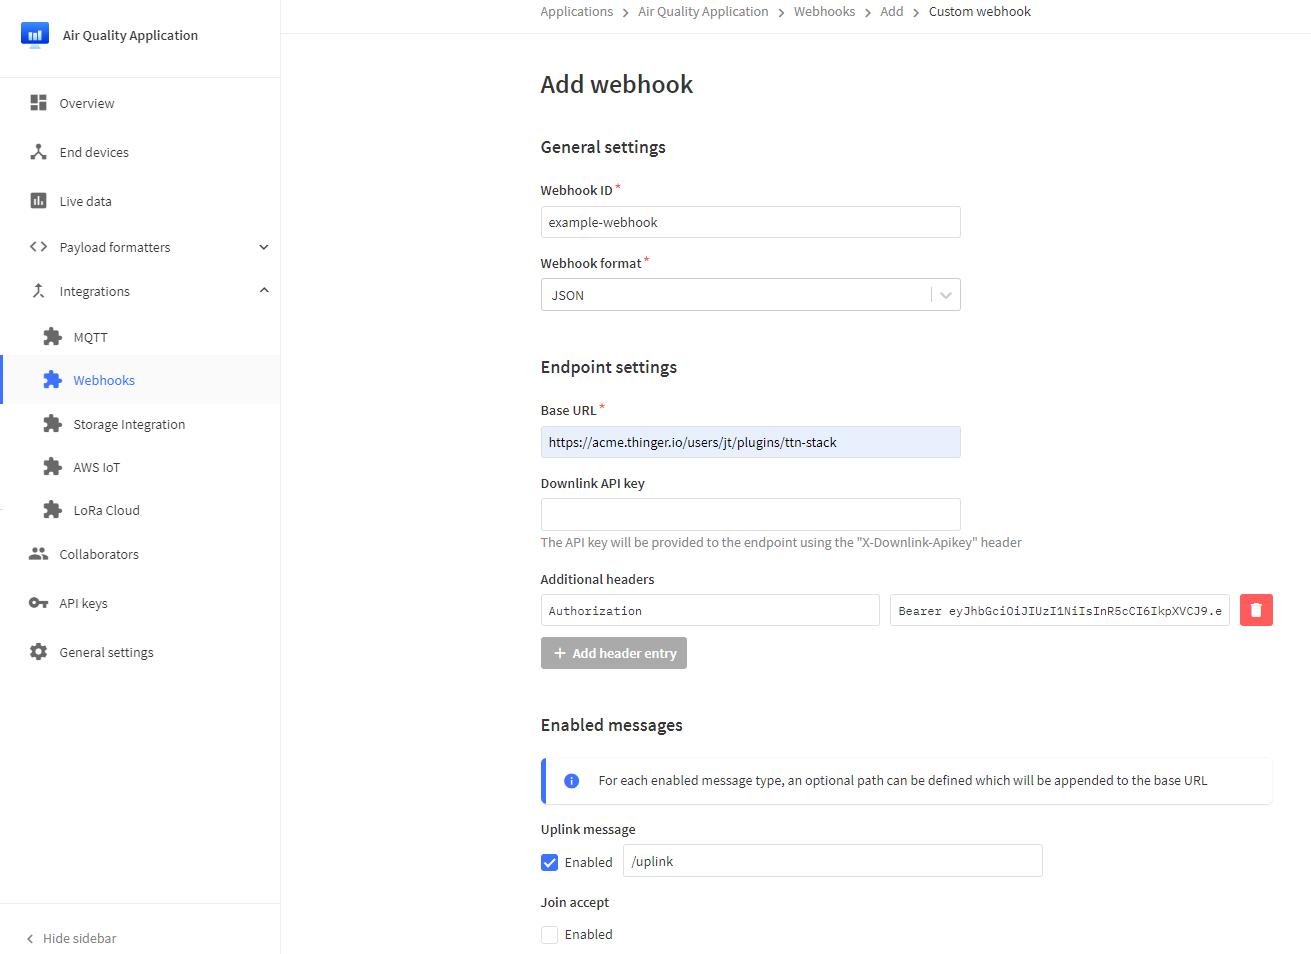 Air Quality Application
Overview
End devices
Live data
Payload formatters
Integrations
MQTT
Webhooks
Storage Integration
AWS IoT
LoRa Cloud
Collaborators
API keys
General settings
Hide sidebar
Applications > Air Quality Application > Webhooks > Add > Custom webhook
Add webhook
General settings
Webhook ID *
example-webhook
Webhook format *
JSON
Endpoint settings
Base URL *
https://acme.thinger.io/users/jt/plugins/ttn-stack
Downlink API key
The API key will be provided to the endpoint using the "X-Downlink-Apikey" header
Additional headers
Authorization Bearer eyJhbGciOiJIUzI1NiIsInR5cCI6IkpXVCJ9.e
+ Add header entry
Enabled messages
For each enabled message type, an optional path can be defined which will be appended to the base URL
Uplink message
Enabled /uplink
Join accept
Enabled